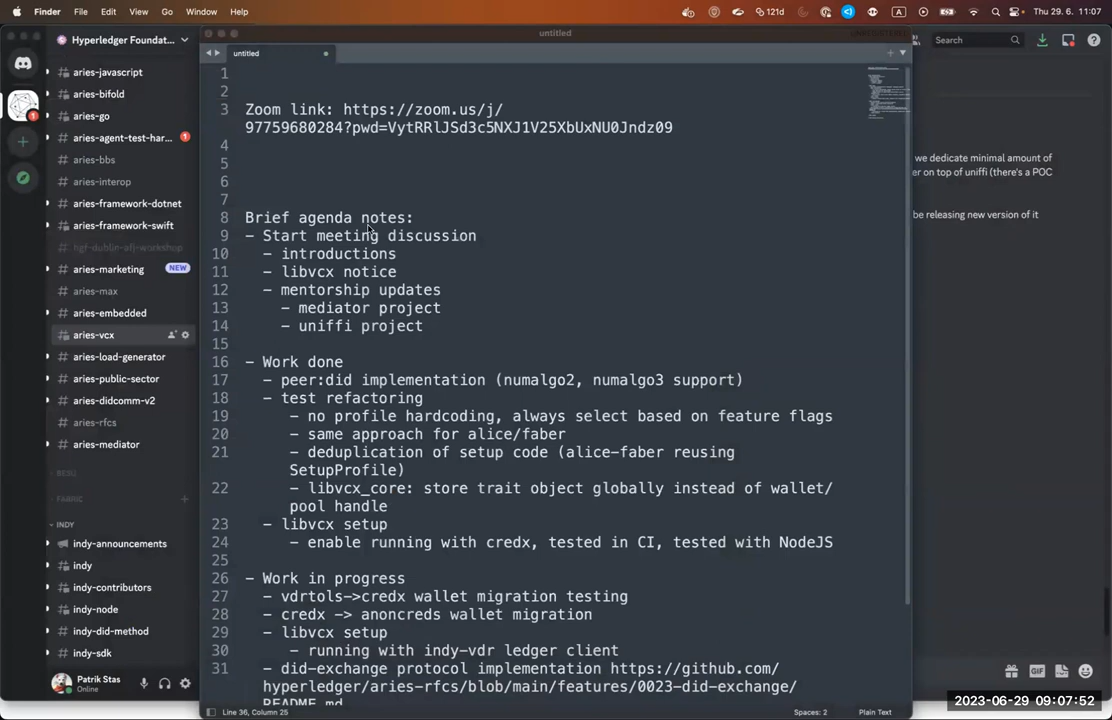 Finder File Edit View Go Window Help
121d
A
Thu 29. 6. 11:07
untitled
Hyperledger Foundat...
untitled
Search
aries-javascript
aries-bifold
aries-go
aries-agent-test-har... 1
aries-bbs
aries-interop
aries-framework-dotnet
aries-framework-swift
hgf-dublin-afj-workshop
aries-marketing NEW
aries-max
aries-embedded
aries-vcx
aries-load-generator
aries-public-sector
aries-didcomm-v2
aries-rfcs
aries-mediator
BESU
FABRIC
INDY
indy-announcements
indy
indy-contributors
indy-node
indy-did-method
indy-sdk
Patrik Stas
Online
1
2
3 Zoom link: https://zoom.us/j/
97759680284?pwd=VytRRlJSd3c5NXJ1V25XbUxNU0Jndz09
4
5
6
7
8 Brief agenda notes:
9 - Start meeting discussion
10 - introductions
11 - libvcx notice
12 - mentorship updates
13 - mediator project
14 - uniffi project
15
16 - Work done
17 - peer:did implementation (numalgo2, numalgo3 support)
18 - test refactoring
19 - no profile hardcoding, always select based on feature flags
20 - same approach for alice/faber
21 - deduplication of setup code (alice-faber reusing
SetupProfile)
22 - libvcx_core: store trait object globally instead of wallet/
pool handle
23 - libvcx setup
24 - enable running with credx, tested in CI, tested with NodeJS
25
26 - Work in progress
27 - vdrtols->credx wallet migration testing
28 - credx -> anoncreds wallet migration
29 - libvcx setup
30 - running with indy-vdr ledger client
31 - did-exchange protocol implementation https://github.com/
hyperledger/aries-rfcs/blob/main/features/0023-did-exchange/
README.md
we dedicate minimal amount of
er on top of uniffi (there's a POC
be releasing new version of it
GIF
Line 36, Column 25
Spaces: 2
Plain Text
2023-06-29 09:07:52